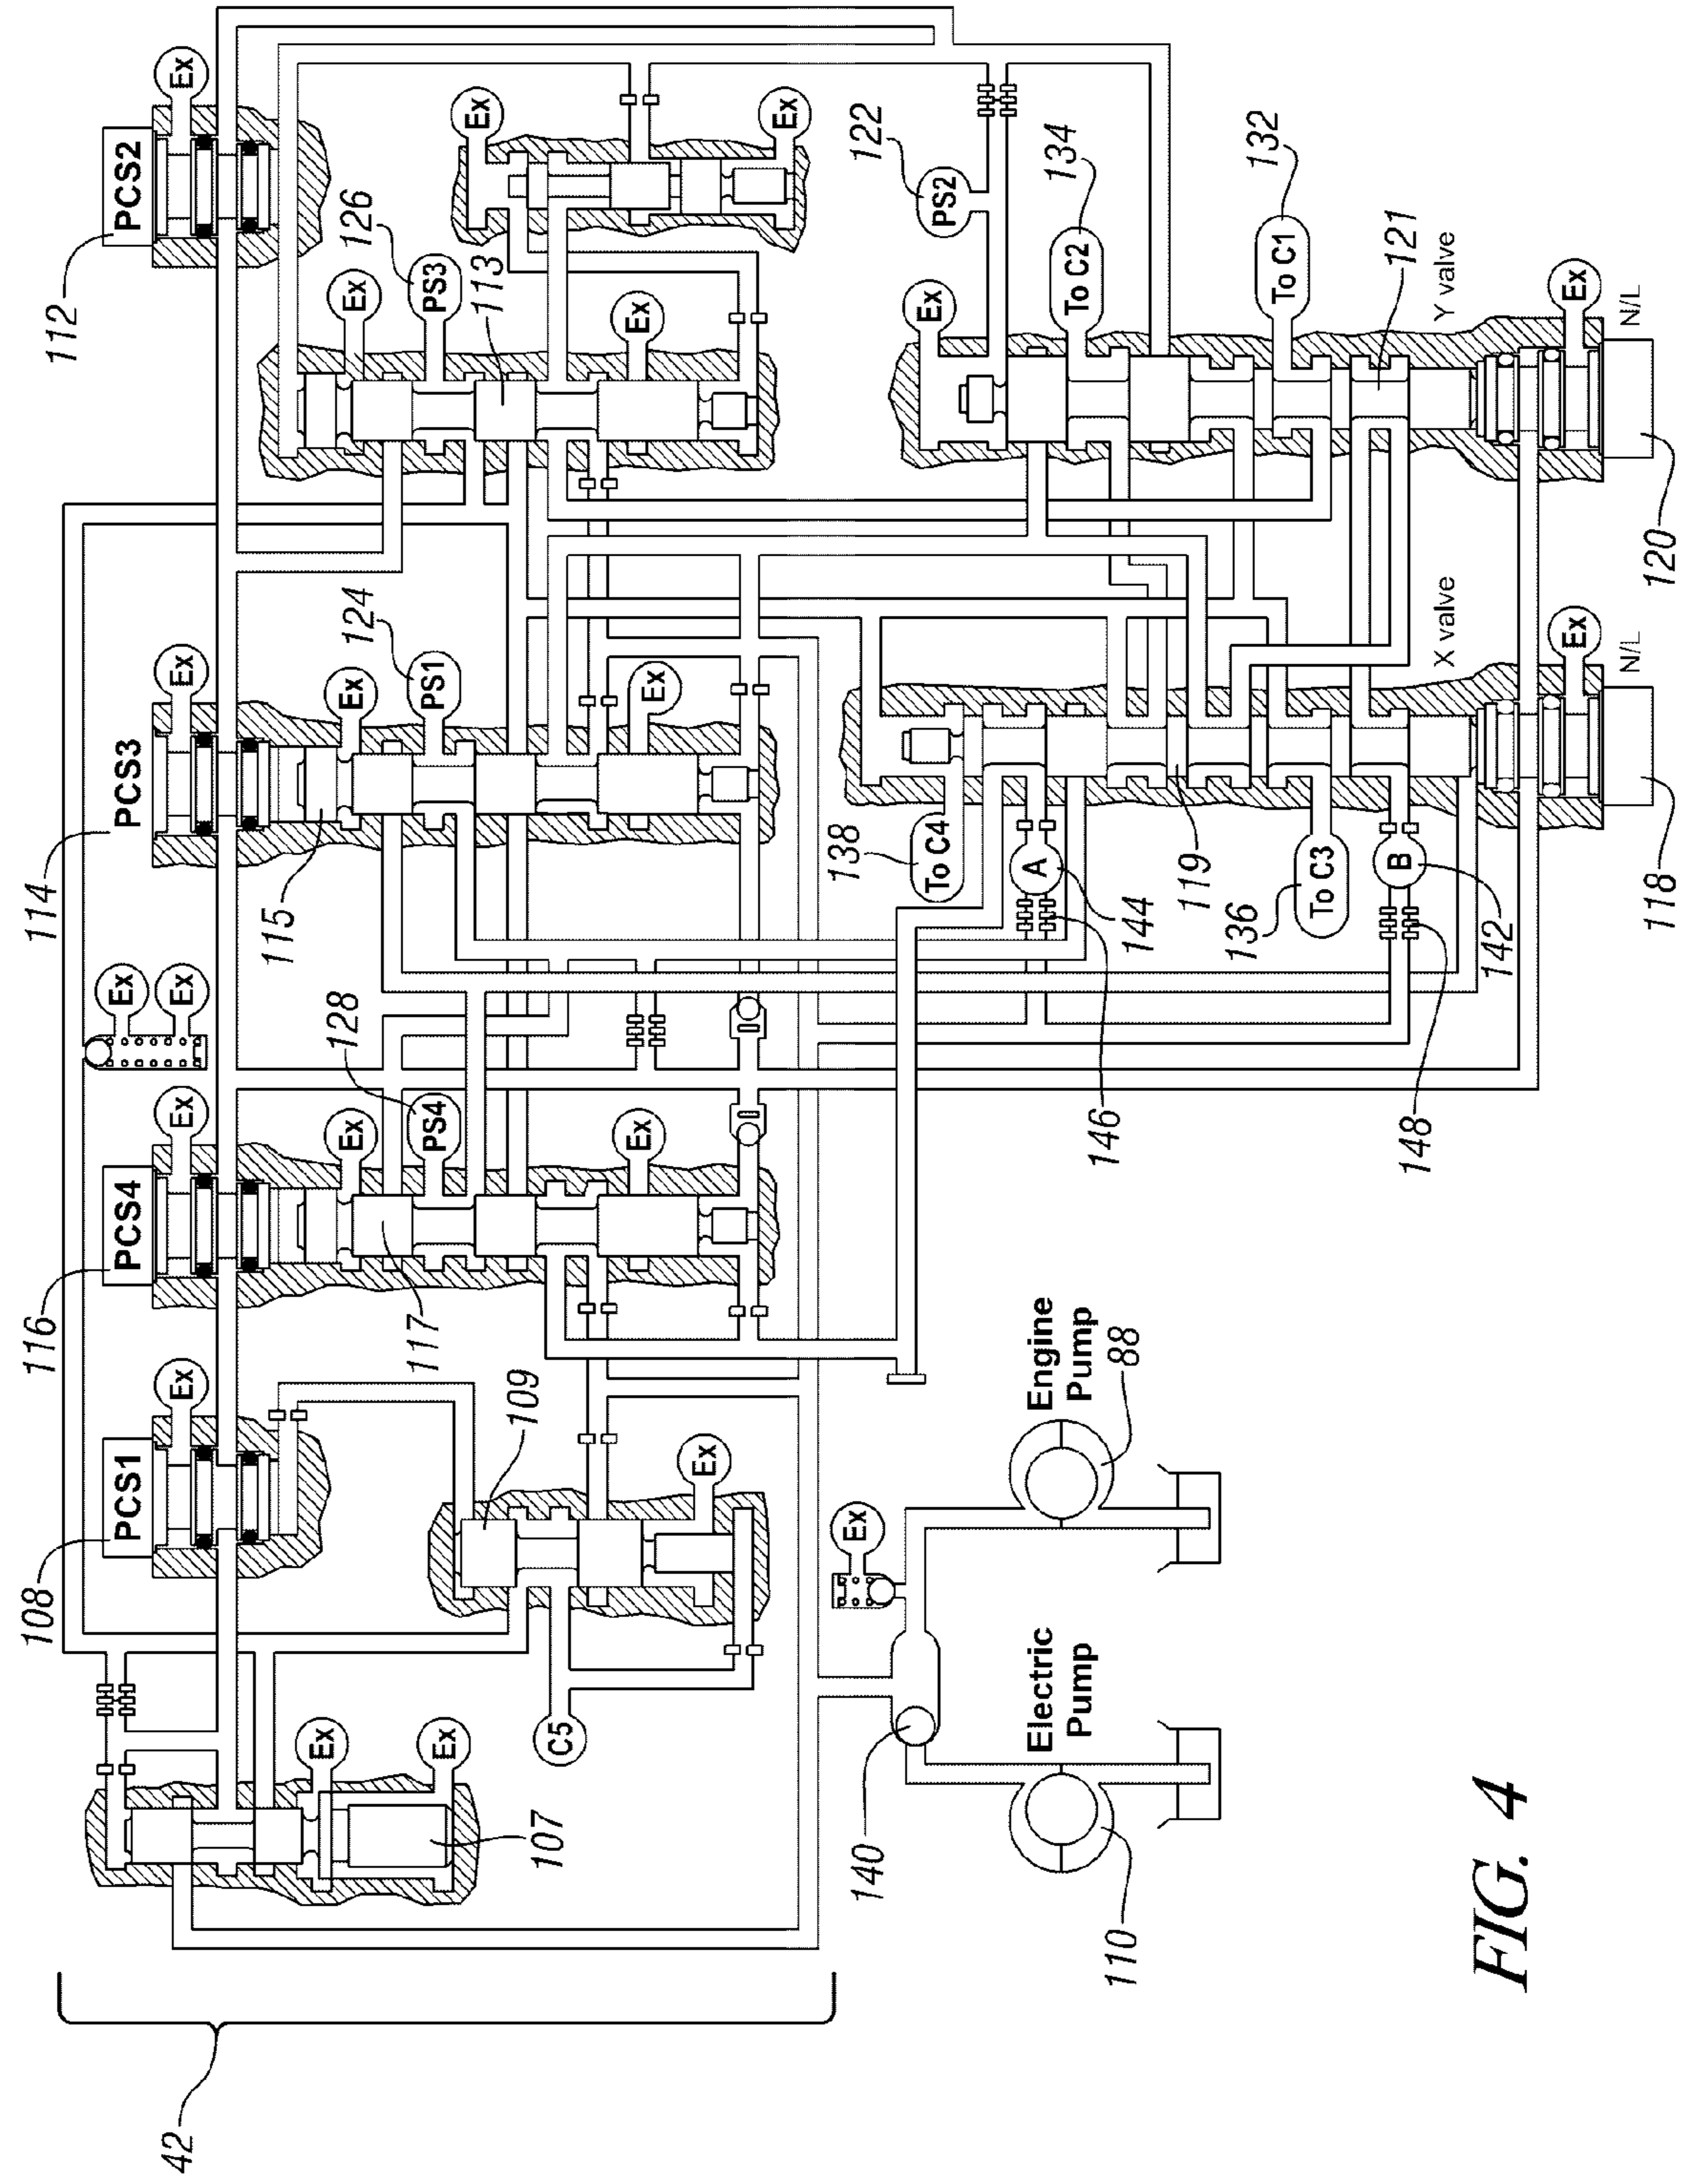 108
116
114
112
PCS1
PCS4
Ex
PCS3
PCS2
42
Ex
Ex
Ex
Ex
Ex
115
Ex
128
Ex
124
Ex
126
Ex
117
PS4
PS1
PS3
Ex
113
109
107
C5
Ex
Ex
Ex
Ex
Ex
140
Ex
138
122
To C4
Ex
PS2
Electric
Pump
Engine
Pump
A
To C2
134
110
88
146
144
119
136
132
To C1
To C3
B
121
148
142
X valve
Y valve
FIG. 4
Ex
Ex
N/L
N/L
118
120